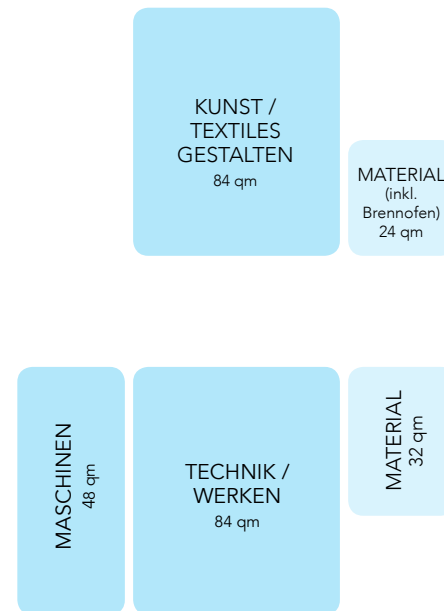 KUNST /
TEXTILES
GESTALTEN
84 qm
MATERIAL
(inkl.
Brennofen)
24 qm
MASCHINEN
48 qm
TECHNIK /
WERKEN
84 qm
MATERIAL
32 qm